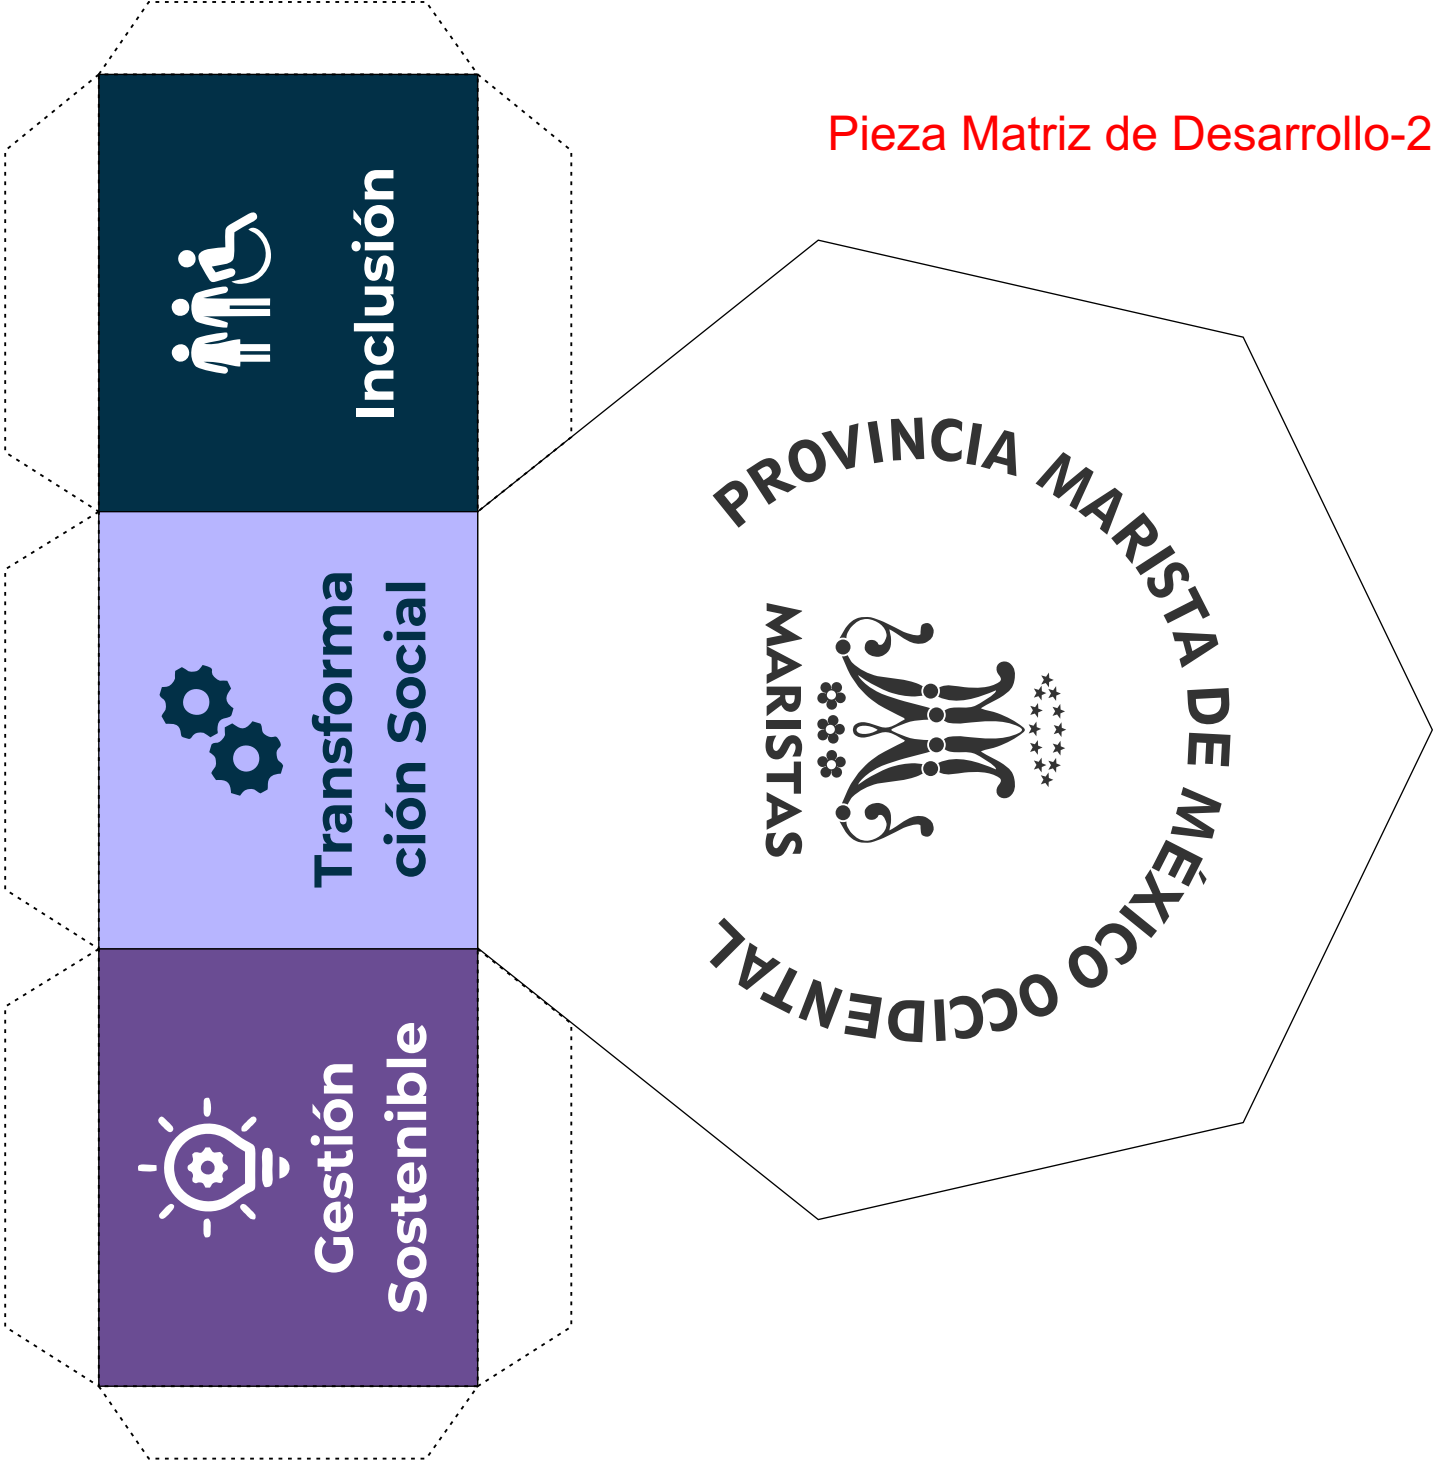 Pieza Matriz de Desarrollo-2
Inclusión
Transforma
ción Social
Gestión
Sostenible
PROVINCIA MARISTA DE MÉXICO OCCIDENTAL
MARISTAS